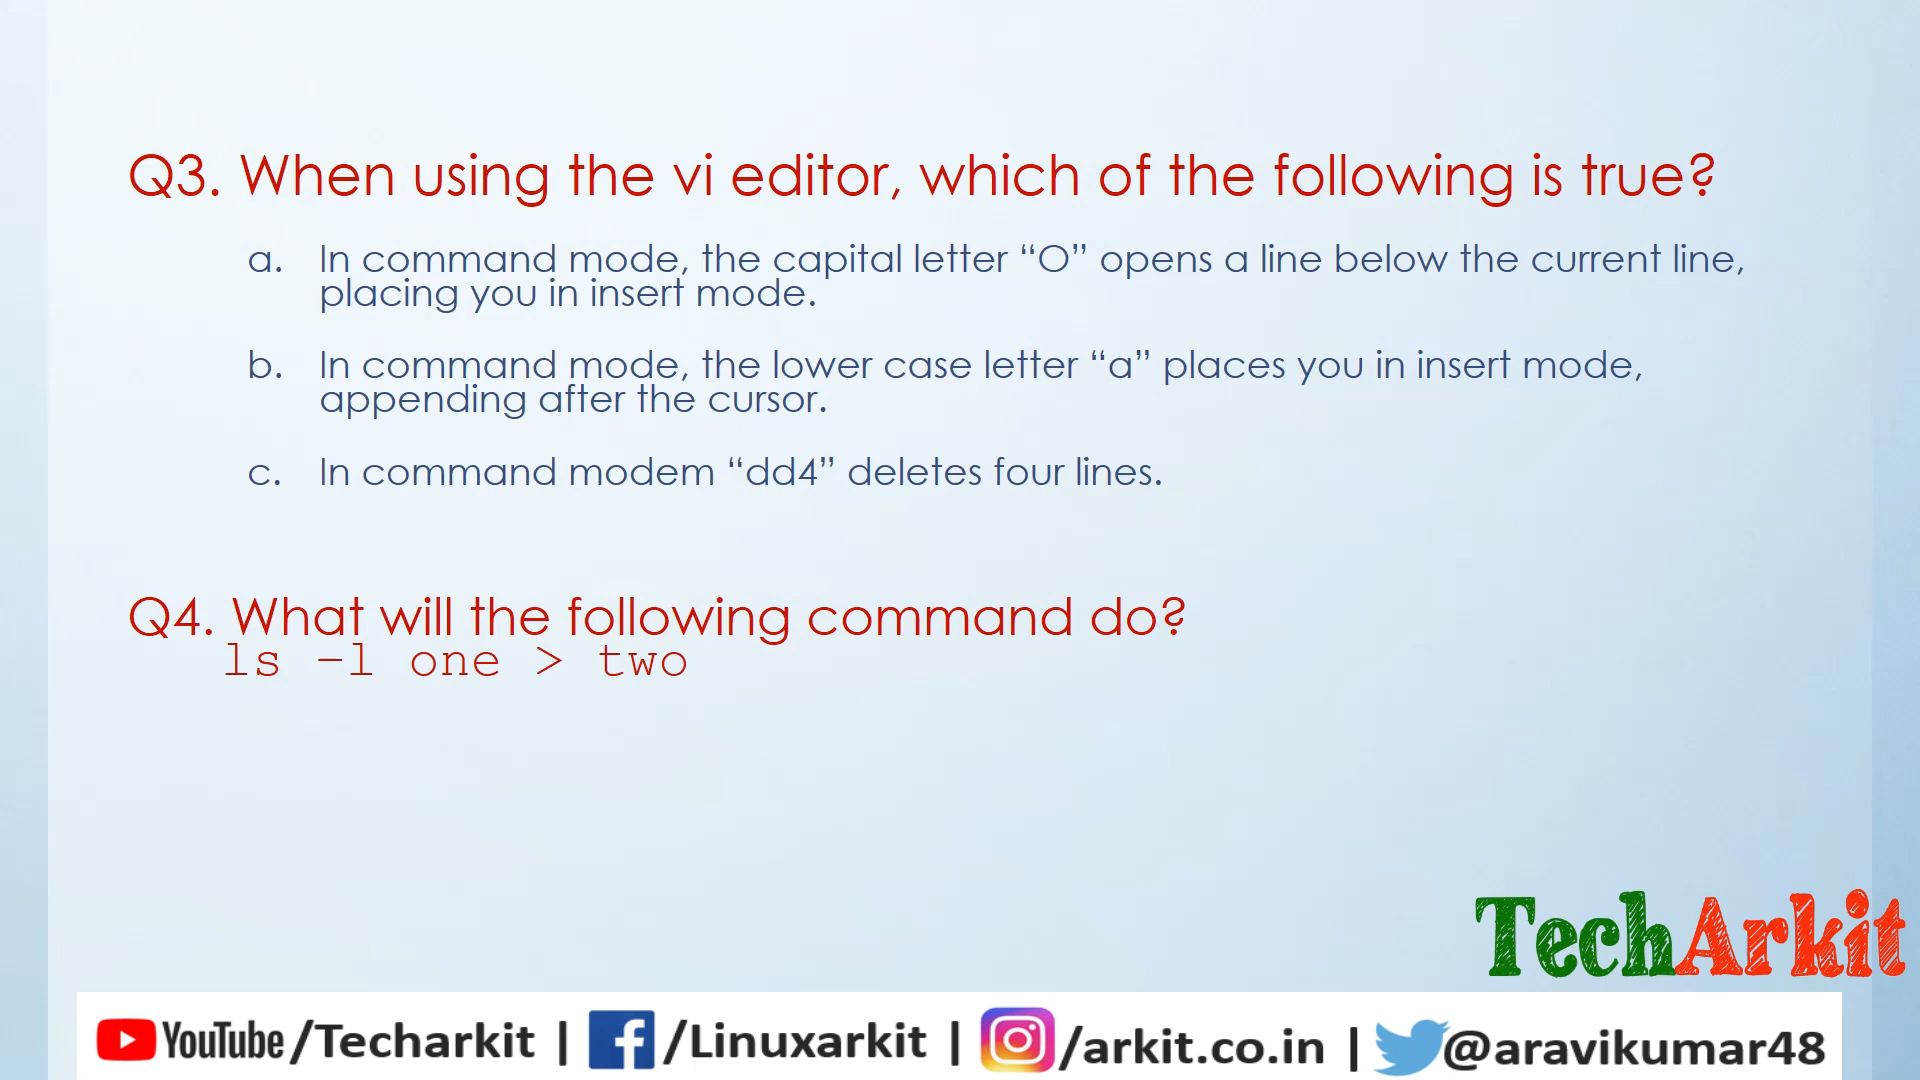 Q3. When using the vi editor, which of the following is true?
a. In command mode, the capital letter “O” opens a line below the current line,
placing you in insert mode.
b. In command mode, the lower case letter “a” places you in insert mode,
appending after the cursor.
c. In command modem “dd4” deletes four lines.
Q4. What will the following command do?
ls –l one > two
TechArkit
YouTube /Techarkit | /Linuxarkit | /arkit.co.in | @aravikumar48